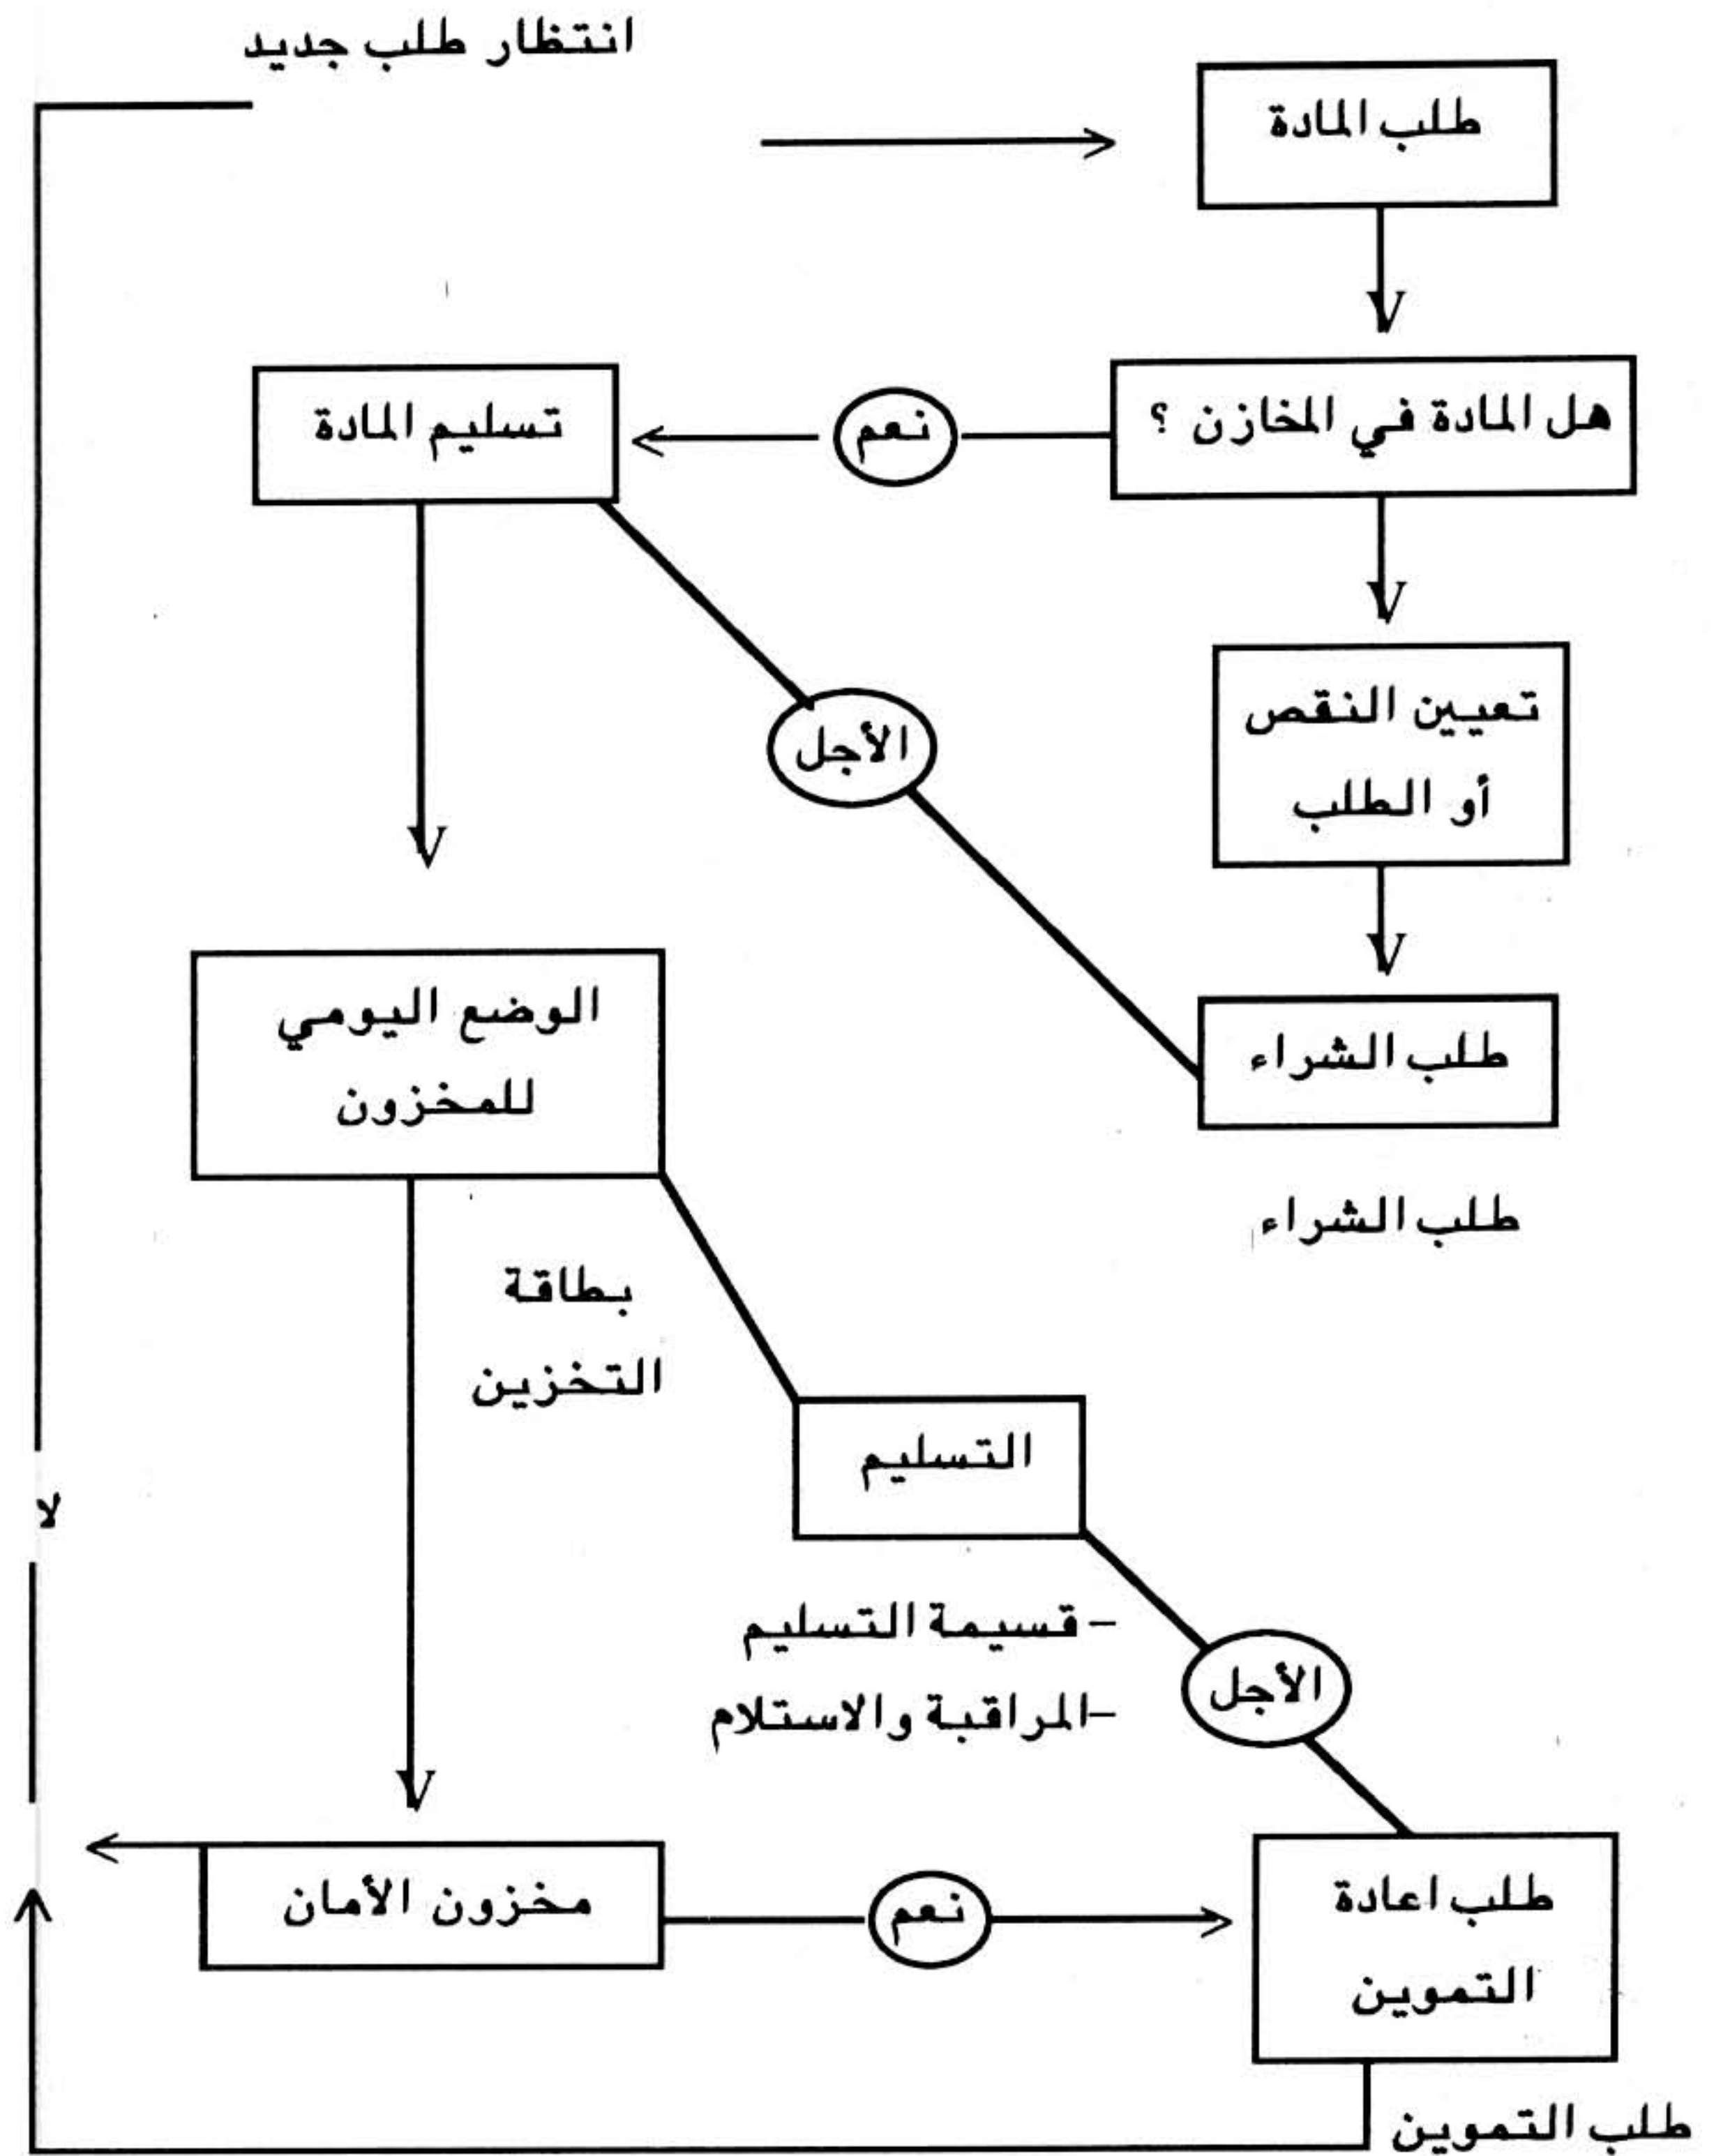 انتظار طلب جديد
طلب المادة
هل المادة في المخازن ؟
نعم
تسليم المادة
تعيين النقص
أو الطلب
الأجل
طلب الشراء
طلب الشراء
الوضع اليومي
للمخزون
بطاقة
التخزين
التسليم
لا
– قسيمة التسليم
–المراقبة والاستلام
الأجل
مخزون الأمان
نعم
طلب اعادة
التموين
طلب التموين